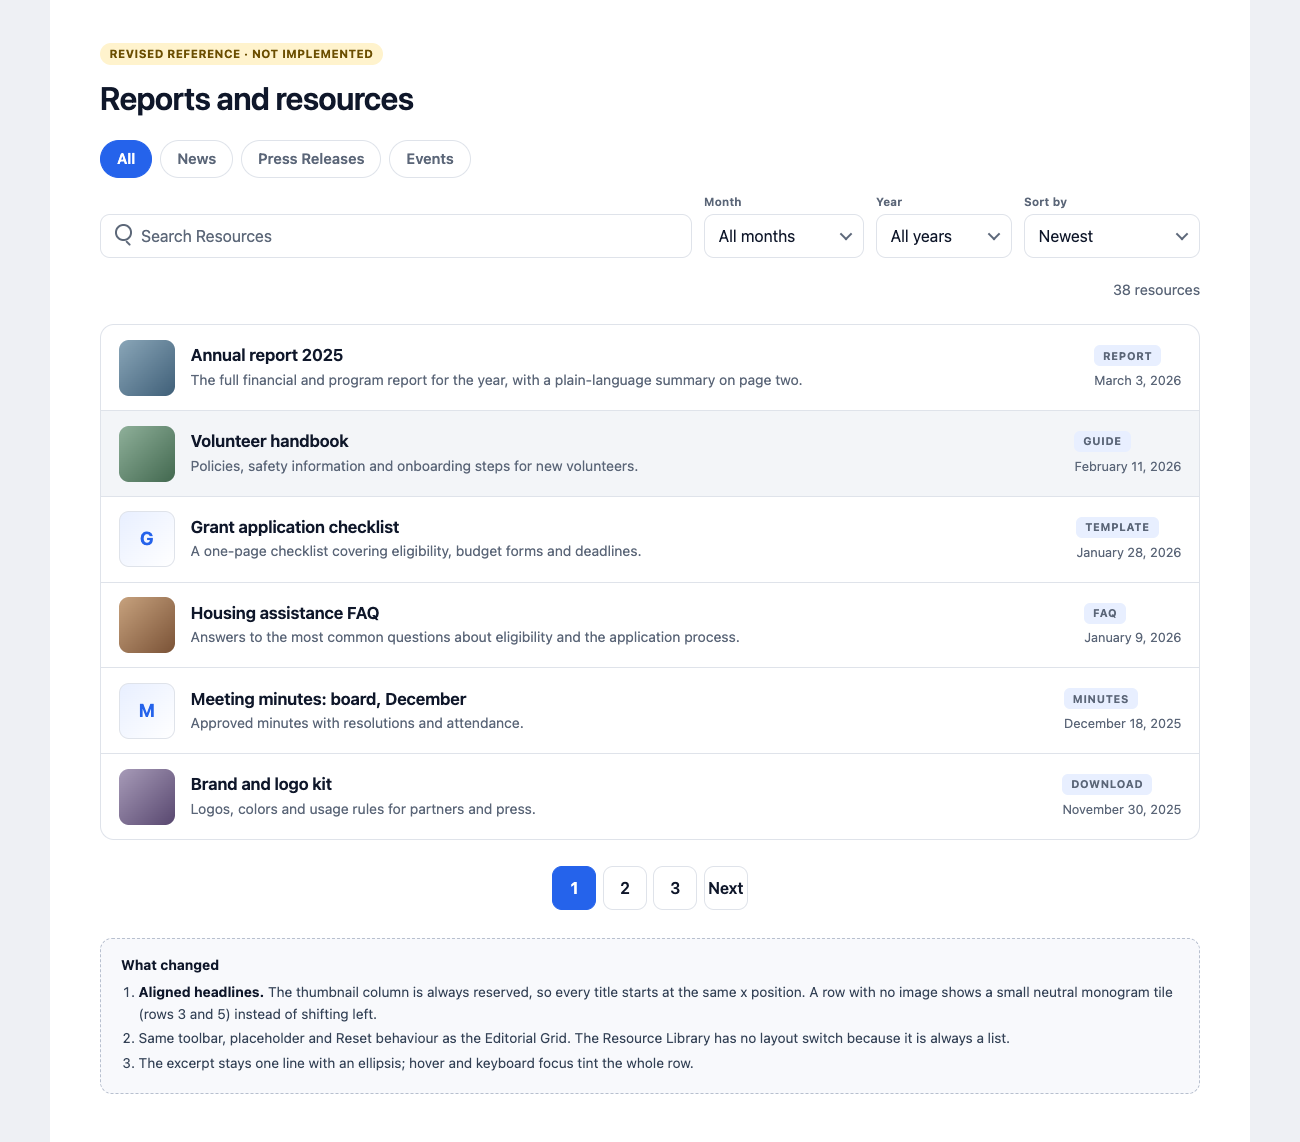 REVISED REFERENCE · NOT IMPLEMENTED
Reports and resources
All
News
Press Releases
Events
Month
Year
Sort by
Search Resources
All months
All years
Newest
38 resources
Annual report 2025
The full financial and program report for the year, with a plain-language summary on page two.
REPORT
March 3, 2026
Volunteer handbook
Policies, safety information and onboarding steps for new volunteers.
GUIDE
February 11, 2026
G
Grant application checklist
A one-page checklist covering eligibility, budget forms and deadlines.
TEMPLATE
January 28, 2026
Housing assistance FAQ
Answers to the most common questions about eligibility and the application process.
FAQ
January 9, 2026
M
Meeting minutes: board, December
Approved minutes with resolutions and attendance.
MINUTES
December 18, 2025
Brand and logo kit
Logos, colors and usage rules for partners and press.
DOWNLOAD
November 30, 2025
1
2
3
Next
What changed
1. Aligned headlines. The thumbnail column is always reserved, so every title starts at the same x position. A row with no image shows a small neutral monogram tile
(rows 3 and 5) instead of shifting left.
2. Same toolbar, placeholder and Reset behaviour as the Editorial Grid. The Resource Library has no layout switch because it is always a list.
3. The excerpt stays one line with an ellipsis; hover and keyboard focus tint the whole row.